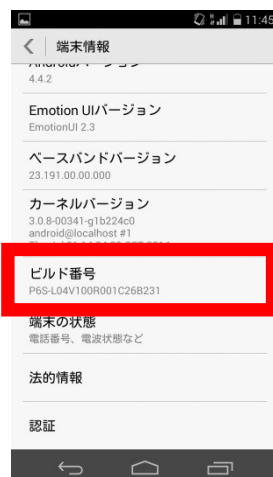 11:45
端末情報
4.4.2
Emotion UIバージョン
EmotionUI 2.3
ベースバンドバージョン
23.191.00.00.000
カーネルバージョン
3.0.8-00341-g1b224c0
android@localhost #1
ビルド番号
P6S-L04V100R001C26B231
端末の状態
電話番号、電波状態など
法的情報
認証